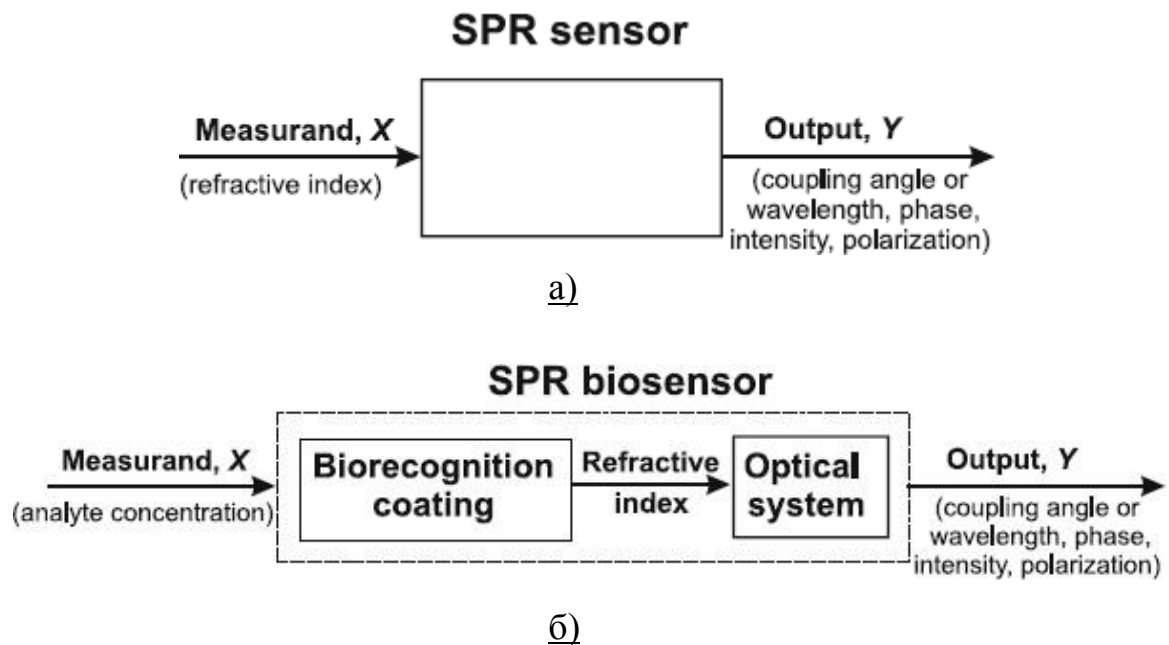 SPR sensor
Measurand, X
(refractive index)
Output, Y
(coupling angle or
wavelength, phase,
intensity, polarization)
а)
SPR biosensor
Measurand, X
(analyte concentration)
Biorecognition
coating
Refractive
index
Optical
system
Output, Y
(coupling angle or
wavelength, phase,
intensity, polarization)
б)